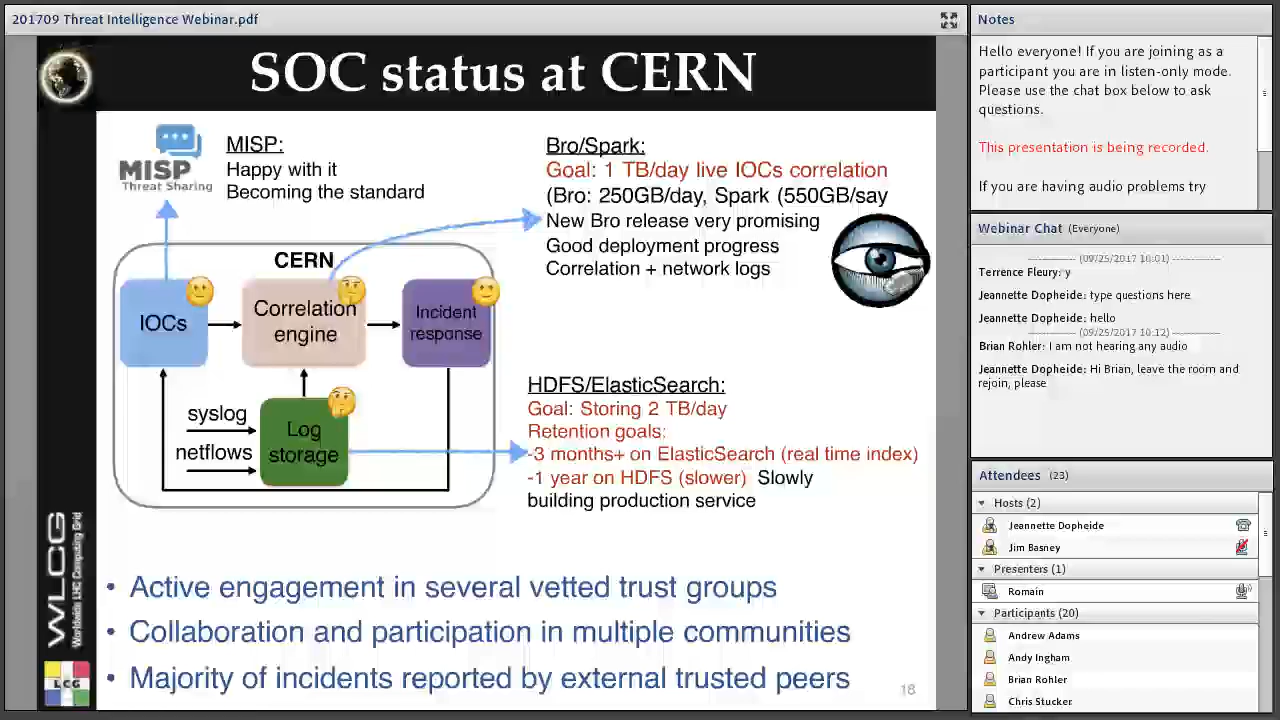 201709 Threat Intelligence Webinar.pdf
SOC status at CERN
MISP
Threat Sharing
MISP:
Happy with it
Becoming the standard
Bro/Spark:
Goal: 1 TB/day live IOCs correlation
(Bro: 250GB/day, Spark (550GB/say
New Bro release very promising
Good deployment progress
Correlation + network logs
CERN
IOCs
Correlation
engine
Incident
response
syslog
netflows
Log
storage
HDFS/ElasticSearch:
Goal: Storing 2 TB/day
Retention goals:
-3 months+ on ElasticSearch (real time index)
-1 year on HDFS (slower) Slowly
building production service
• Active engagement in several vetted trust groups
• Collaboration and participation in multiple communities
• Majority of incidents reported by external trusted peers
18
WLCG
Worldwide LHC Computing Grid
LCG
Notes
Hello everyone! If you are joining as a
participant you are in listen-only mode.
Please use the chat box below to ask
questions.
This presentation is being recorded.
If you are having audio problems try
Webinar Chat (Everyone)
(09/25/2017 10:01)
Terrence Fleury: y
Jeannette Dopheide: type questions here
Jeannette Dopheide: hello
(09/25/2017 10:12)
Brian Rohler: I am not hearing any audio
Jeannette Dopheide: Hi Brian, leave the room and
rejoin, please
Attendees (23)
Hosts (2)
Jeannette Dopheide
Jim Basney
Presenters (1)
Romain
Participants (20)
Andrew Adams
Andy Ingham
Brian Rohler
Chris Stucker